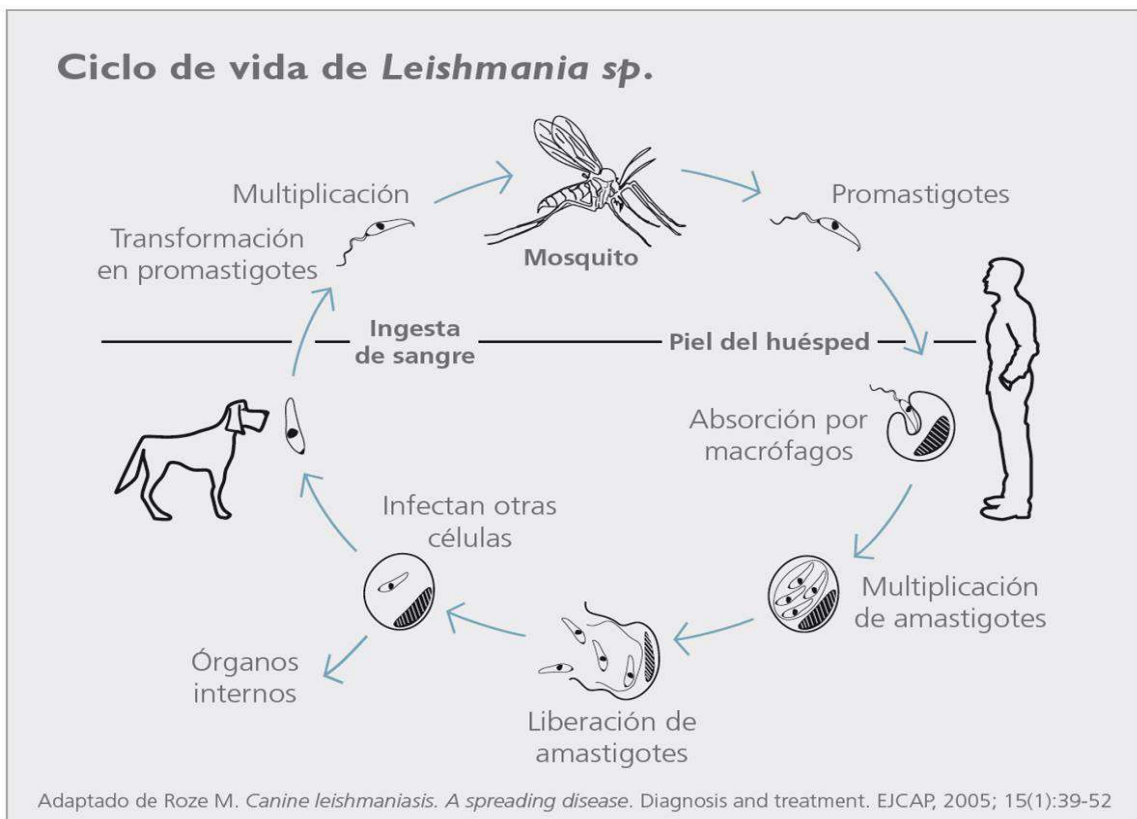 Ciclo de vida de Leishmania sp.
Multiplicación
Transformación
en promastigotes
Mosquito
Promastigotes
Ingesta
de sangre
Piel del huésped
Absorción por
macrófagos
Infectan otras
células
Multiplicación
de amastigotes
Órganos
internos
Liberación de
amastigotes
Adaptado de Roze M. Canine leishmaniasis. A spreading disease. Diagnosis and treatment. EJCAP, 2005; 15(1):39-52